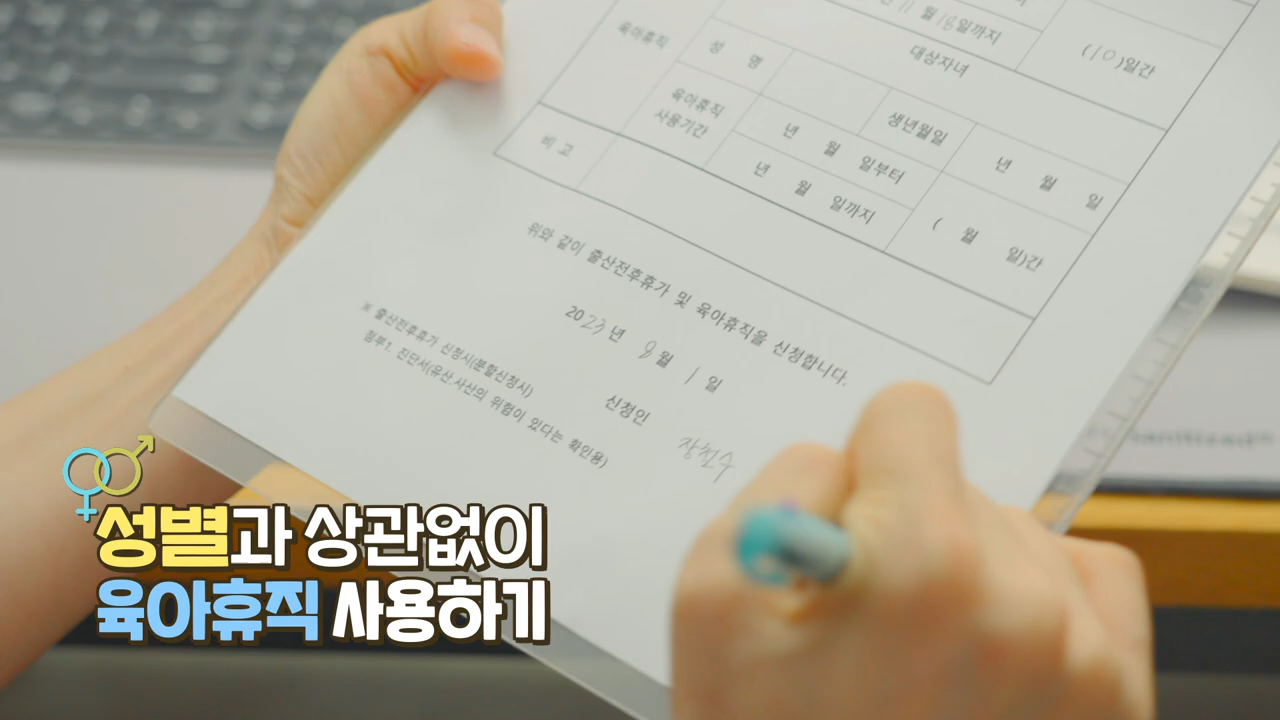 월 18일까지
(10)일간
육아휴직
대상자녀
성 명
생년월일
년 월 일
육아휴직
사용기간
년 월 일부터
년 월 일까지
( 월 일)간
비 고
위와 같이 출산전후휴가 및 육아휴직을 신청합니다.
2023년 8월 1일
신청인 장철수
※ 출산전후휴가 신청시(분할신청시)
첨부1. 진단서(유산.사산의 위험이 있다는 확인용)
성별과 상관없이
육아휴직 사용하기